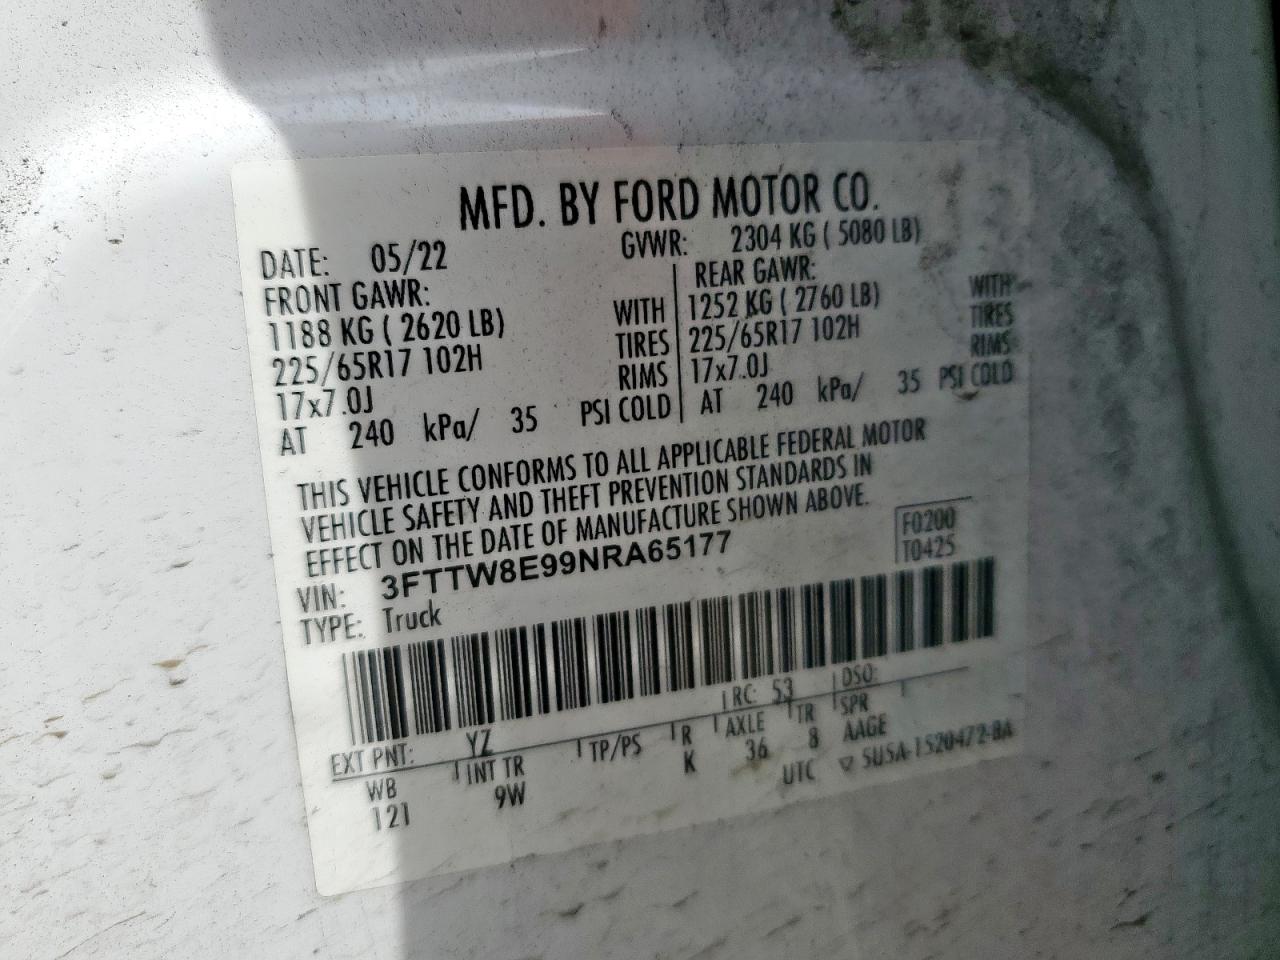 MFD. BY FORD MOTOR CO.
DATE: 05/22 GVWR: 2304 KG ( 5080 LB)
FRONT GAWR: REAR GAWR:
1188 KG ( 2620 LB) WITH 1252 KG ( 2760 LB) WITH
225/65R17 102H TIRES 225/65R17 102H TIRES
17x7.0J RIMS 17x7.0J RIMS
AT 240 kPa/ 35 PSI COLD AT 240 kPa/ 35 PSI COLD
THIS VEHICLE CONFORMS TO ALL APPLICABLE FEDERAL MOTOR
VEHICLE SAFETY AND THEFT PREVENTION STANDARDS IN
EFFECT ON THE DATE OF MANUFACTURE SHOWN ABOVE.
VIN: 3FTTW8E99NRA65177 F0200
TYPE: Truck T0425
EXT PNT: YZ RC: 53 DSO:
WB INT TR TP/PS R AXLE TR SPR
121 9W K 36 8 AAGE
UTC ▽ 5U5A-1520472-BA